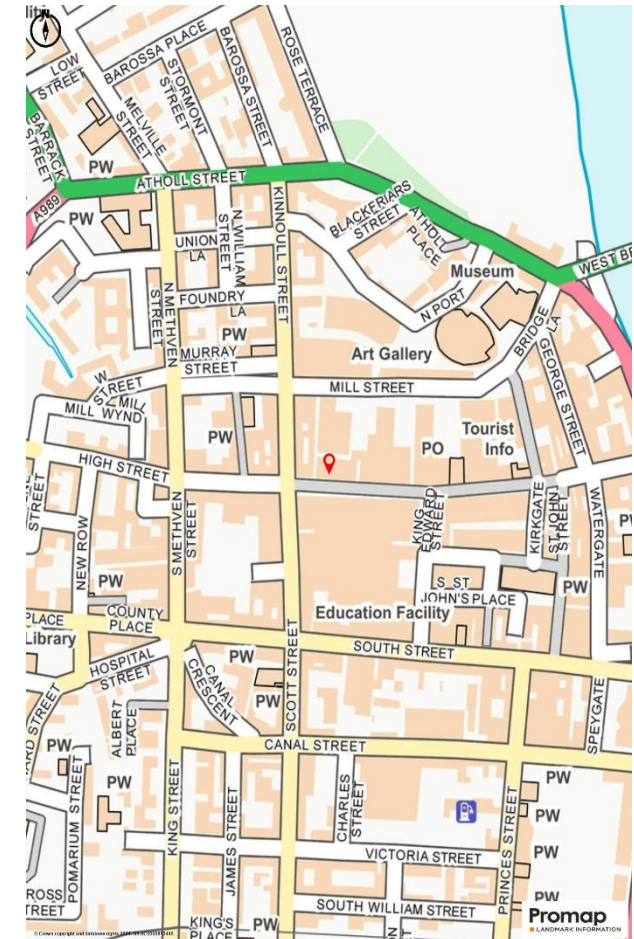 N
LOW
STREET
BAROSSA PLACE
BARRACK
STREET
MELVILLE
STREET
STORMONT
STREET
BAROSSA STREET
ROSE TERRACE
PW
A989
PW
ATHOLL STREET
BLACKFRIARS
STREET
ATHOLL
PLACE
WEST BR
UNION
LA
N WILLIAM
STREET
KINNOULL STREET
Museum
N PORT
FOUNDRY
LA
N METHVEN
STREET
PW
BRIDGE
LA
Art Gallery
MURRAY
STREET
MILL STREET
GEORGE STREET
W MILL
STREET
MILL WYND
PW
Tourist
Info
PO
HIGH STREET
STREET
KING
EDWARD
STREET
KIRKGATE
ST JOHN
STREET
WATERGATE
S METHVEN
STREET
NEW ROW
PW
S ST
JOHN'S PLACE
PW
PLACE
COUNTY
PLACE
Education Facility
Library
SOUTH STREET
HOSPITAL
STREET
PW
SCOTT STREET
CANAL
CRESCENT
PW
SPEYGATE
ARD STREET
ALBERT
PLACE
CANAL STREET
PW
PW
PW
POMARIUM STREET
KING STREET
JAMES STREET
CHARLES
STREET
PRINCES STREET
PW
VICTORIA STREET
PW
ROSS
TREET
SOUTH WILLIAM STREET
PW
KING'S
PLACE
PW
Promap
LANDMARK INFORMATION